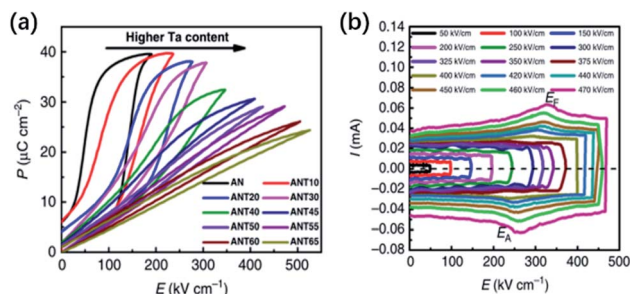 (a)
Higher Ta content
P (μC cm⁻²)
40
30
20
10
0
AN
ANT10
ANT20
ANT30
ANT40
ANT45
ANT50
ANT55
ANT60
ANT65
0 100 200 300 400 500
E (kV cm⁻¹)
(b)
I (mA)
0.14
0.12
0.10
0.08
0.06
0.04
0.02
0.00
−0.02
−0.04
−0.06
−0.08
50 kV/cm 100 kV/cm 150 kV/cm
200 kV/cm 250 kV/cm 300 kV/cm
325 kV/cm 350 kV/cm 375 kV/cm
400 kV/cm 420 kV/cm 440 kV/cm
450 kV/cm 460 kV/cm 470 kV/cm
E_F
E_A
0 100 200 300 400 500
E (kV cm⁻¹)